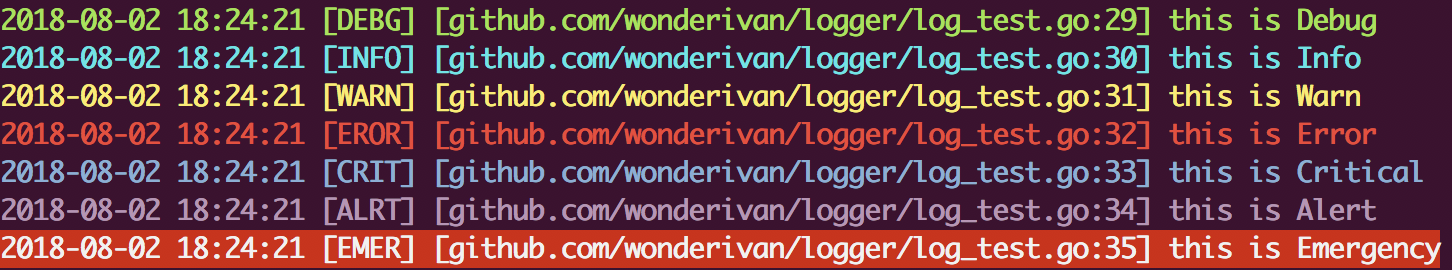 2018-08-02 18:24:21 [DEBG] [github.com/wonderivan/logger/log_test.go:29] this is Debug
2018-08-02 18:24:21 [INFO] [github.com/wonderivan/logger/log_test.go:30] this is Info
2018-08-02 18:24:21 [WARN] [github.com/wonderivan/logger/log_test.go:31] this is Warn
2018-08-02 18:24:21 [EROR] [github.com/wonderivan/logger/log_test.go:32] this is Error
2018-08-02 18:24:21 [CRIT] [github.com/wonderivan/logger/log_test.go:33] this is Critical
2018-08-02 18:24:21 [ALRT] [github.com/wonderivan/logger/log_test.go:34] this is Alert
2018-08-02 18:24:21 [EMER] [github.com/wonderivan/logger/log_test.go:35] this is Emergency